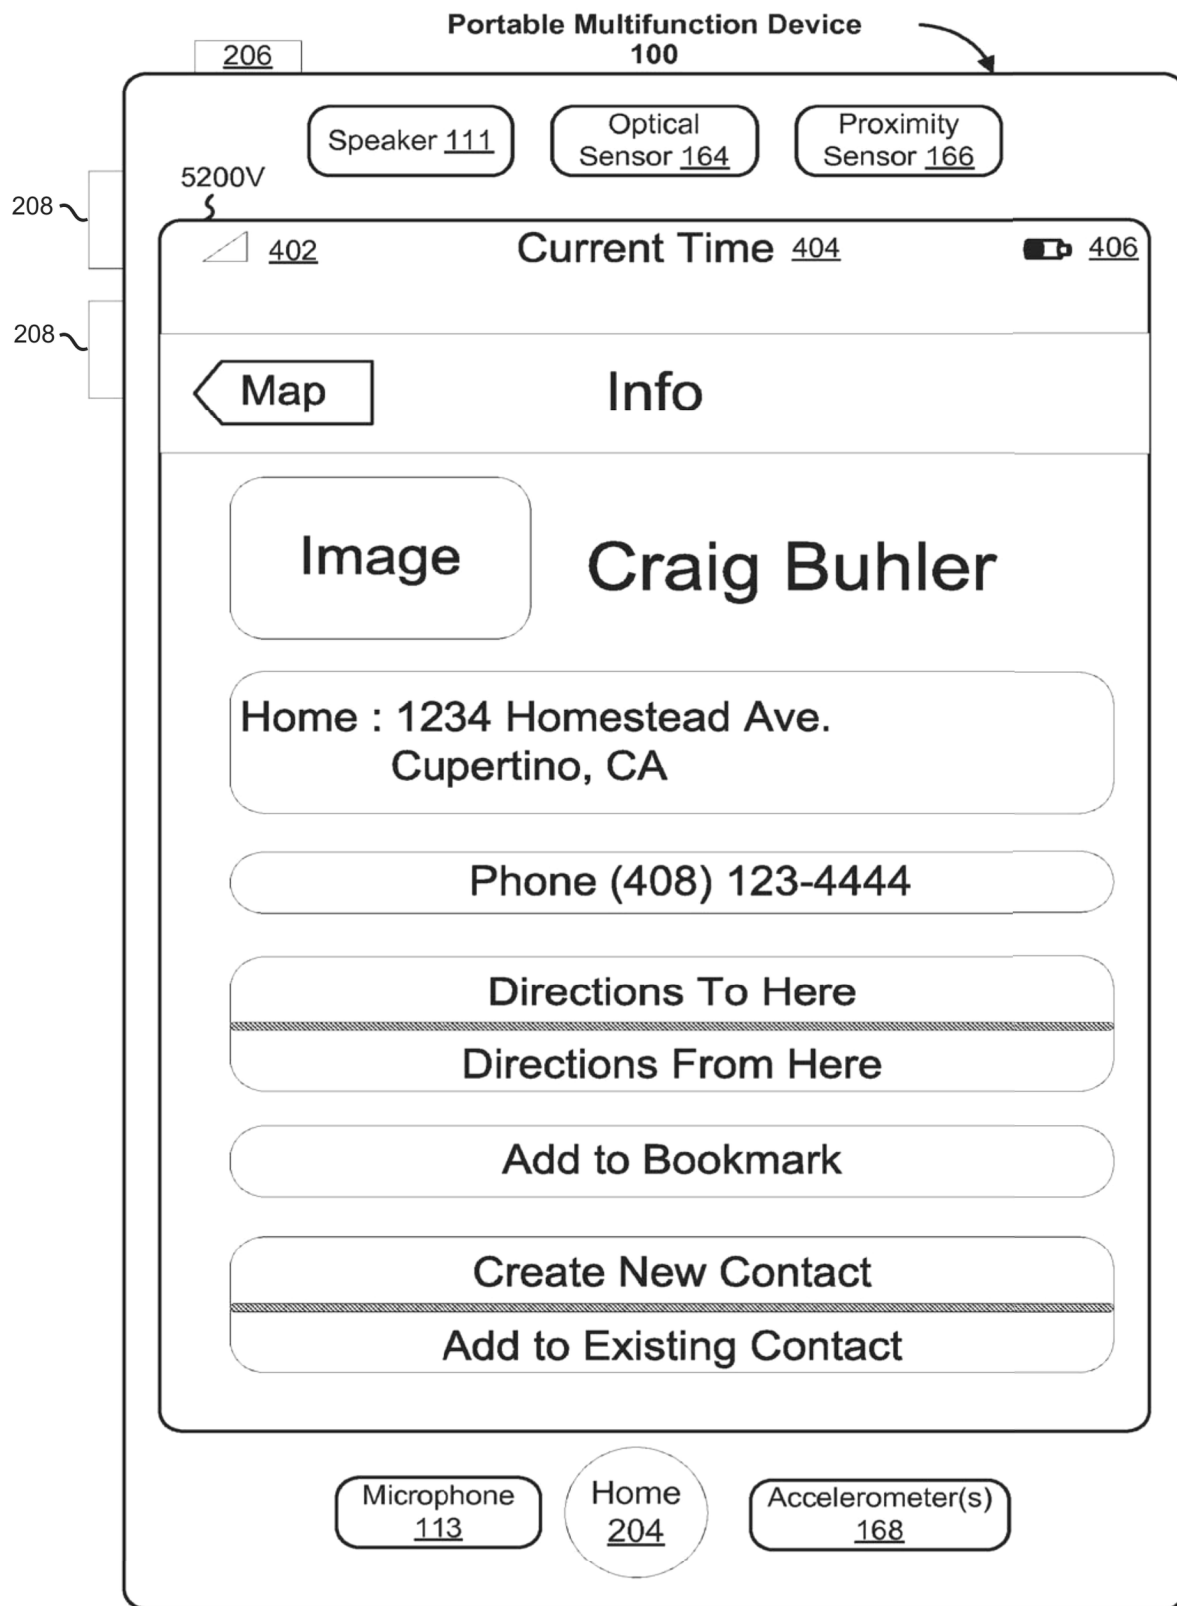 Portable Multifunction Device
100
206
Speaker 111
Optical
Sensor 164
Proximity
Sensor 166
5200V
208
208
402
Current Time 404
406
Map
Info
Image
Craig Buhler
Home : 1234 Homestead Ave.
Cupertino, CA
Phone (408) 123-4444
Directions To Here
Directions From Here
Add to Bookmark
Create New Contact
Add to Existing Contact
Microphone
113
Home
204
Accelerometer(s)
168